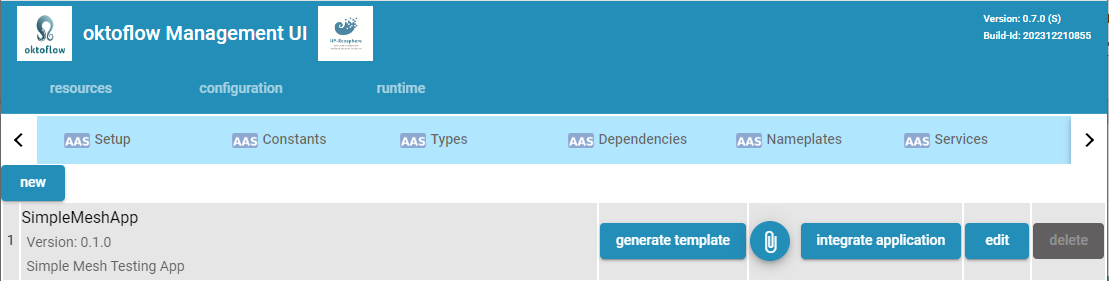 oktoflow
oktoflow Management UI
IIP-Ecosphere
Version: 0.7.0 (S)
Build-Id: 202312210855
resources configuration runtime
AAS Setup AAS Constants AAS Types AAS Dependencies AAS Nameplates AAS Services
new
1
SimpleMeshApp
Version: 0.1.0
Simple Mesh Testing App
generate template integrate application edit delete